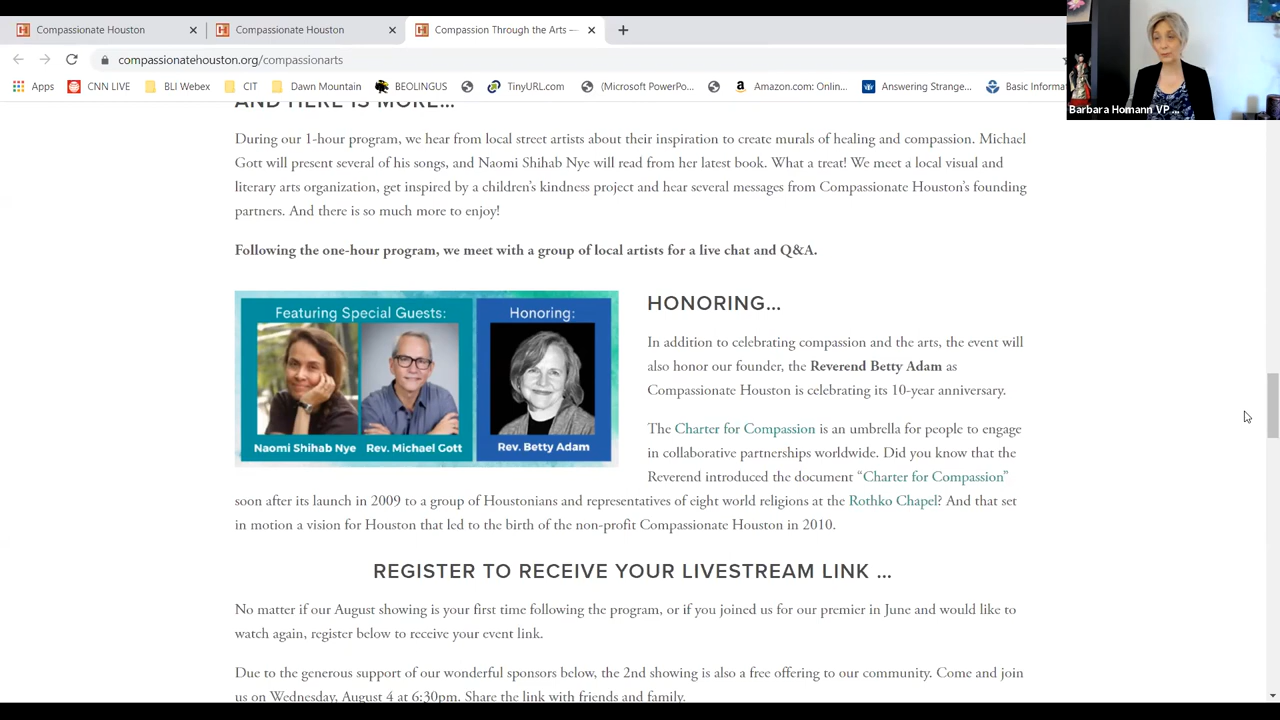 Compassionate Houston
Compassionate Houston
Compassion Through the Arts —
compassionatehouston.org/compassionarts
Apps
CNN LIVE
BLI Webex
CIT
Dawn Mountain
BEOLINGUS
TinyURL.com
(Microsoft PowerPo...
Amazon.com: Onlin...
Answering Strange...
Basic Informa
Barbara Homann VP ...
AND HERE IS MORE...
During our 1-hour program, we hear from local street artists about their inspiration to create murals of healing and compassion. Michael
Gott will present several of his songs, and Naomi Shihab Nye will read from her latest book. What a treat! We meet a local visual and
literary arts organization, get inspired by a children's kindness project and hear several messages from Compassionate Houston's founding
partners. And there is so much more to enjoy!
Following the one-hour program, we meet with a group of local artists for a live chat and Q&A.
Featuring Special Guests:
Naomi Shihab Nye Rev. Michael Gott
Honoring:
Rev. Betty Adam
HONORING...
In addition to celebrating compassion and the arts, the event will
also honor our founder, the Reverend Betty Adam as
Compassionate Houston is celebrating its 10-year anniversary.
The Charter for Compassion is an umbrella for people to engage
in collaborative partnerships worldwide. Did you know that the
Reverend introduced the document “Charter for Compassion”
soon after its launch in 2009 to a group of Houstonians and representatives of eight world religions at the Rothko Chapel? And that set
in motion a vision for Houston that led to the birth of the non-profit Compassionate Houston in 2010.
REGISTER TO RECEIVE YOUR LIVESTREAM LINK ...
No matter if our August showing is your first time following the program, or if you joined us for our premier in June and would like to
watch again, register below to receive your event link.
Due to the generous support of our wonderful sponsors below, the 2nd showing is also a free offering to our community. Come and join
us on Wednesday, August 4 at 6:30pm. Share the link with friends and family.